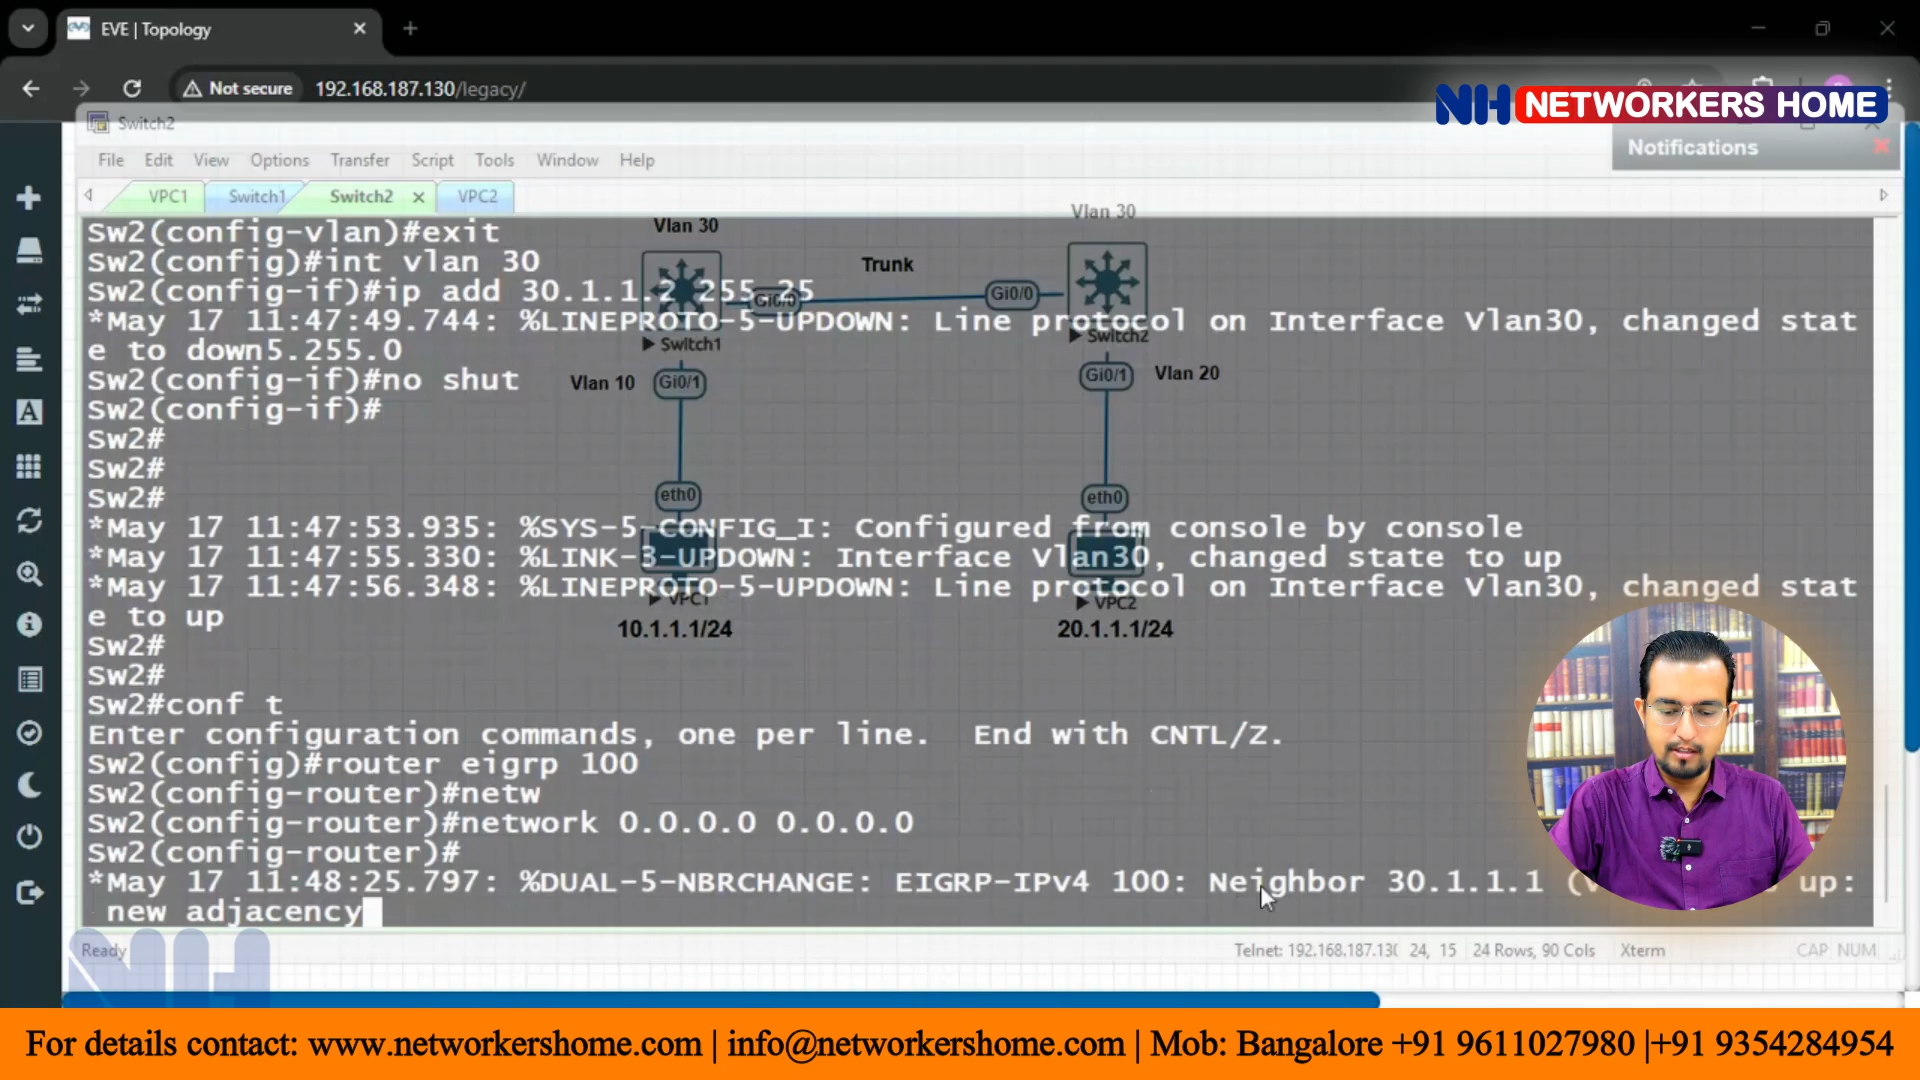 EVE | Topology
Not secure 192.168.187.130/legacy/
NH NETWORKERS HOME
Switch2
Notifications
File Edit View Options Transfer Script Tools Window Help
VPC1 Switch1 Switch2 VPC2
Vlan 30
Vlan 30
Trunk
Gi0/0
Gi0/0
Switch1
Switch2
Vlan 10
Gi0/1
Gi0/1
Vlan 20
eth0
eth0
VPC1
VPC2
10.1.1.1/24
20.1.1.1/24
Sw2(config-vlan)#exit
Sw2(config)#int vlan 30
Sw2(config-if)#ip add 30.1.1.2 255.25
*May 17 11:47:49.744: %LINEPROTO-5-UPDOWN: Line protocol on Interface Vlan30, changed stat
e to down5.255.0
Sw2(config-if)#no shut
Sw2(config-if)#
Sw2#
Sw2#
Sw2#
*May 17 11:47:53.935: %SYS-5-CONFIG_I: Configured from console by console
*May 17 11:47:55.330: %LINK-3-UPDOWN: Interface Vlan30, changed state to up
*May 17 11:47:56.348: %LINEPROTO-5-UPDOWN: Line protocol on Interface Vlan30, changed stat
e to up
Sw2#
Sw2#
Sw2#conf t
Enter configuration commands, one per line. End with CNTL/Z.
Sw2(config)#router eigrp 100
Sw2(config-router)#netw
Sw2(config-router)#network 0.0.0.0 0.0.0.0
Sw2(config-router)#
*May 17 11:48:25.797: %DUAL-5-NBRCHANGE: EIGRP-IPv4 100: Neighbor 30.1.1.1 ( up:
new adjacency
Ready
Telnet: 192.168.187.13 24, 15 24 Rows, 90 Cols Xterm CAP NUM
NH
For details contact: www.networkershome.com | info@networkershome.com | Mob: Bangalore +91 9611027980 |+91 9354284954